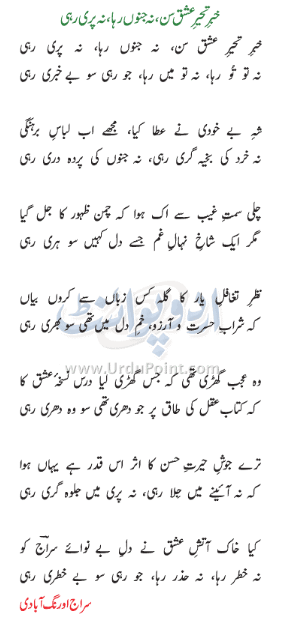 خبر تحیر عشق سن، نہ جنوں رہا، نہ پری رہی
خبرِ تحیرِ عشق سن، نہ جنوں رہا، نہ پری رہی
نہ تو تُو رہا، نہ تو میں رہا، جو رہی سو بے خبری رہی
شہِ بے خودی نے عطا کیا، مجھے اب لباسِ برہنگی
نہ خرد کی بخیہ گری رہی، نہ جنوں کی پردہ دری رہی
چلی سمتِ غیب سے اک ہوا کہ چمن ظہور کا جل گیا
مگر ایک شاخِ نہالِ غم جسے دل کہیں سو ہری رہی
نظرِ تغافلِ یار کا گلہ کس زباں سے کروں بیاں
کہ شرابِ حسرت و آرزو، خمِ دل میں تھی سو بھری رہی
وہ عجب گھڑی تھی کہ جس گھڑی لیا درس نسخۂ عشق کا
کہ کتاب عقل کی طاق پر جو دھری تھی سو وہ دھری رہی
ترے جوشِ حیرتِ حسن کا اثر اس قدر ہے یہاں ہوا
کہ نہ آئینے میں جلا رہی، نہ پری میں جلوہ گری رہی
کیا خاک آتشِ عشق نے دلِ بے نوائے سراجؔ کو
نہ خطر رہا، نہ حذر رہا، جو رہی سو بے خطری رہی
سراج اورنگ آبادی
اردو پوائنٹ
www.UrduPoint.com